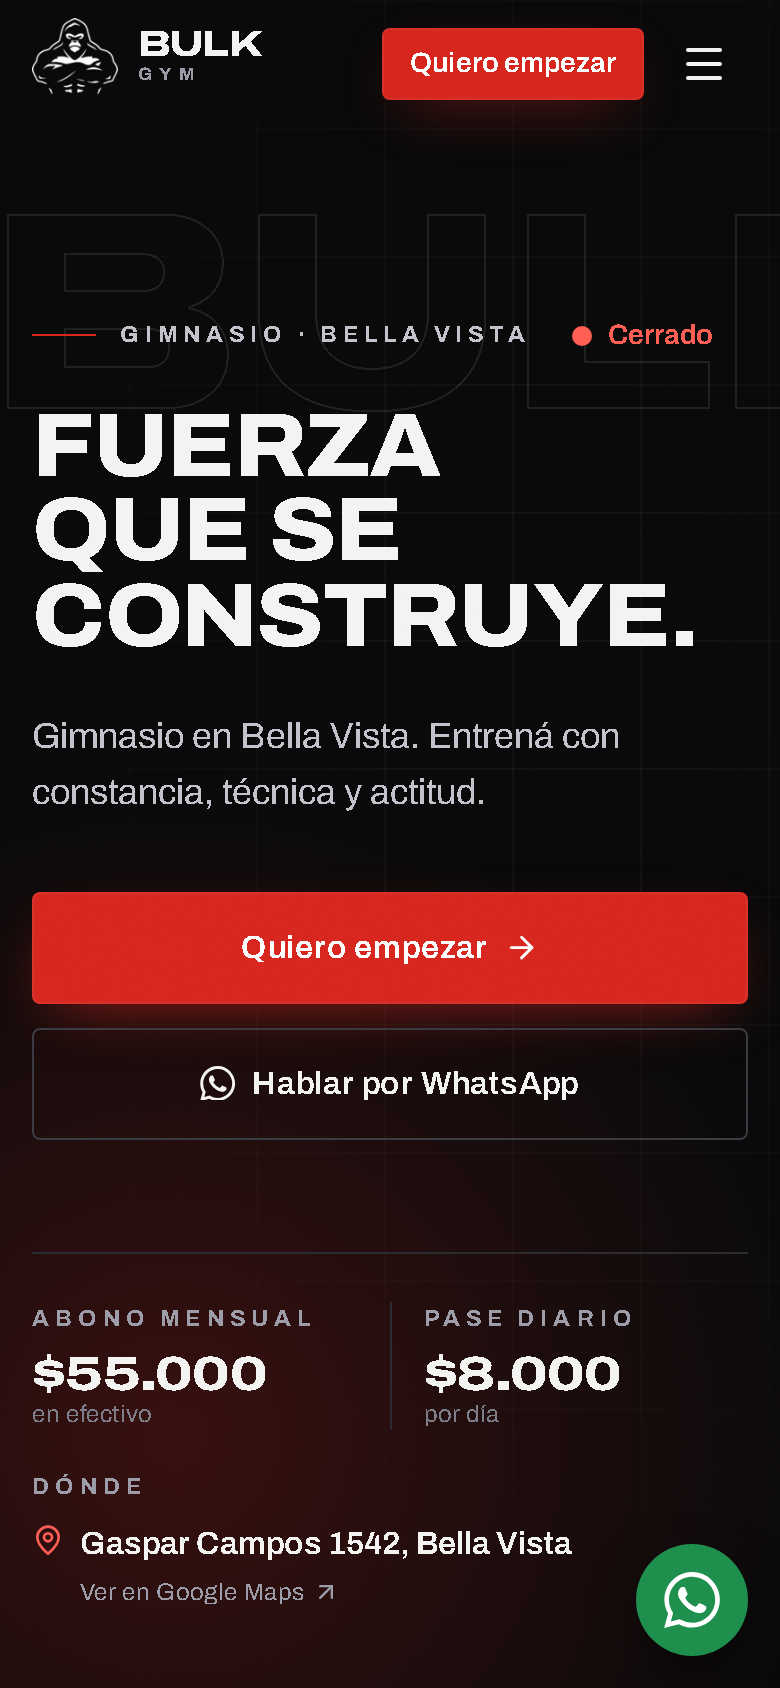 BULK
GYM
Quiero empezar
GIMNASIO · BELLA VISTA
Cerrado
FUERZA
QUE SE
CONSTRUYE.
Gimnasio en Bella Vista. Entrená con
constancia, técnica y actitud.
Quiero empezar →
Hablar por WhatsApp
ABONO MENSUAL
$55.000
en efectivo
PASE DIARIO
$8.000
por día
DÓNDE
Gaspar Campos 1542, Bella Vista
Ver en Google Maps ↗